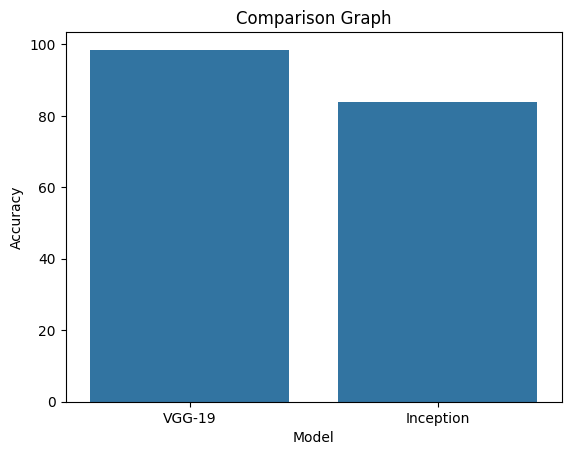 Comparison Graph
100
80
60
40
20
0
Accuracy
VGG-19
Inception
Model